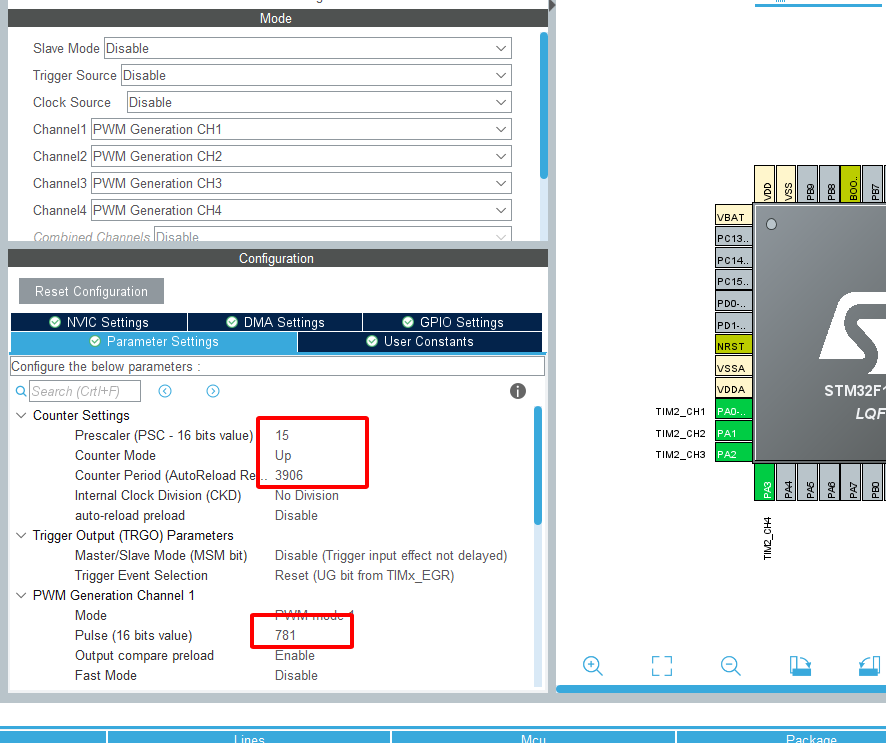 Mode
Slave Mode Disable
Trigger Source Disable
Clock Source Disable
Channel1 PWM Generation CH1
Channel2 PWM Generation CH2
Channel3 PWM Generation CH3
Channel4 PWM Generation CH4
Combined Channels Disable
Configuration
Reset Configuration
NVIC Settings
DMA Settings
GPIO Settings
Parameter Settings
User Constants
Configure the below parameters :
Search (Crtl+F)
Counter Settings
Prescaler (PSC - 16 bits value) 15
Counter Mode Up
Counter Period (AutoReload Re... 3906
Internal Clock Division (CKD) No Division
auto-reload preload Disable
Trigger Output (TRGO) Parameters
Master/Slave Mode (MSM bit) Disable (Trigger input effect not delayed)
Trigger Event Selection Reset (UG bit from TIMx_EGR)
PWM Generation Channel 1
Mode PWM mode 1
Pulse (16 bits value) 781
Output compare preload Enable
Fast Mode Disable
VDD
VSS
PB9
PB8
BOO..
PB7
VBAT
PC13..
PC14..
PC15..
PD0-..
PD1-..
NRST
VSSA
VDDA
TIM2_CH1 PA0-..
TIM2_CH2 PA1
TIM2_CH3 PA2
STM32F1
LQF
PA3
PA4
PA5
PA6
PA7
PB0
TIM2_CH4
Lines
Mcu
Package